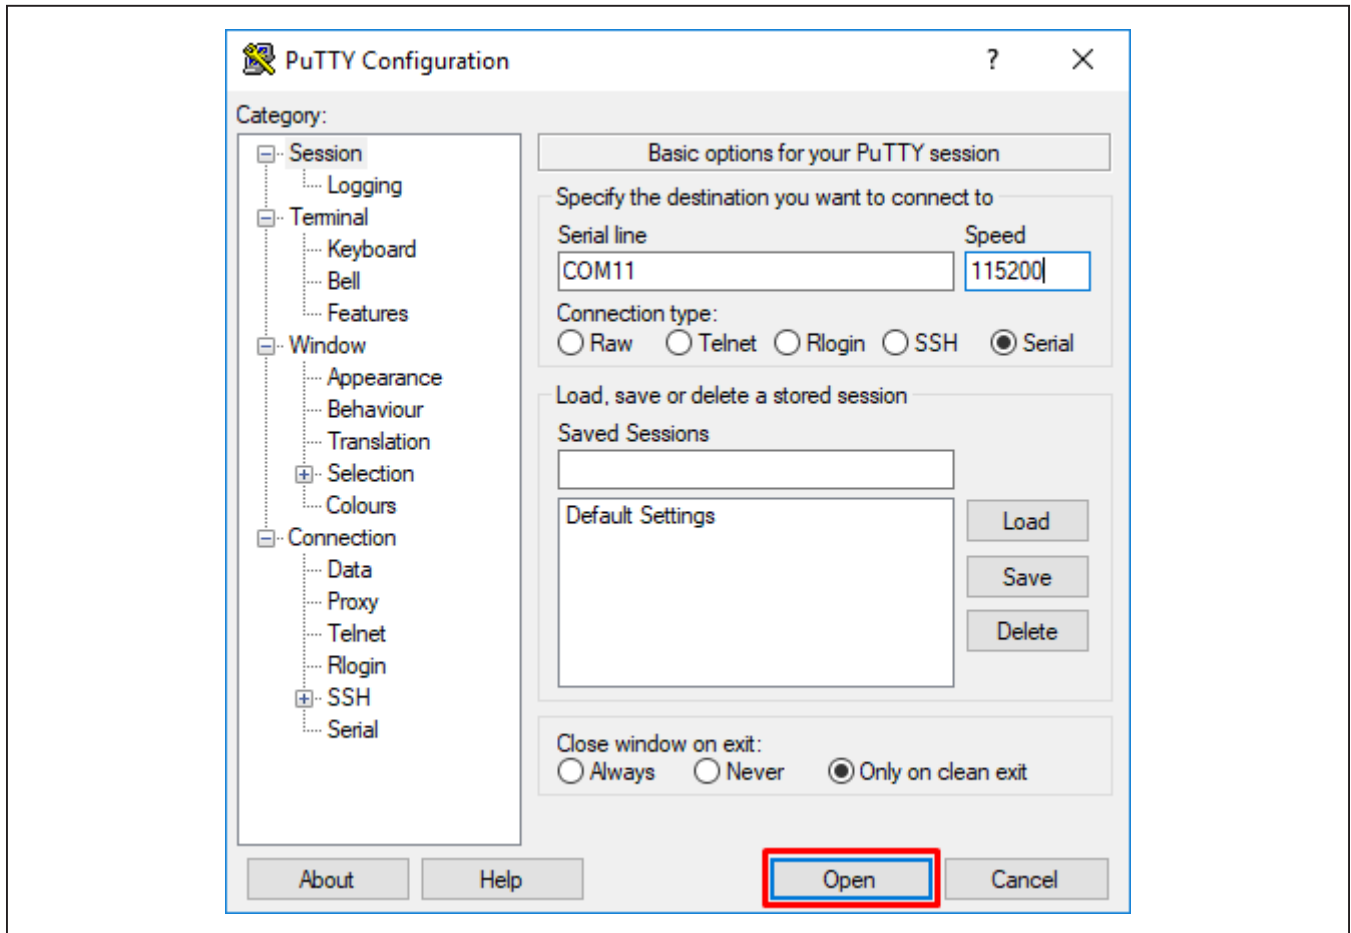 PuTTY Configuration
?
Category:
Session
Logging
Terminal
Keyboard
Bell
Features
Window
Appearance
Behaviour
Translation
Selection
Colours
Connection
Data
Proxy
Telnet
Rlogin
SSH
Serial
Basic options for your PuTTY session
Specify the destination you want to connect to
Serial line Speed
COM11 115200
Connection type:
Raw Telnet Rlogin SSH Serial
Load, save or delete a stored session
Saved Sessions
Default Settings
Load
Save
Delete
Close window on exit:
Always Never Only on clean exit
About Help Open Cancel